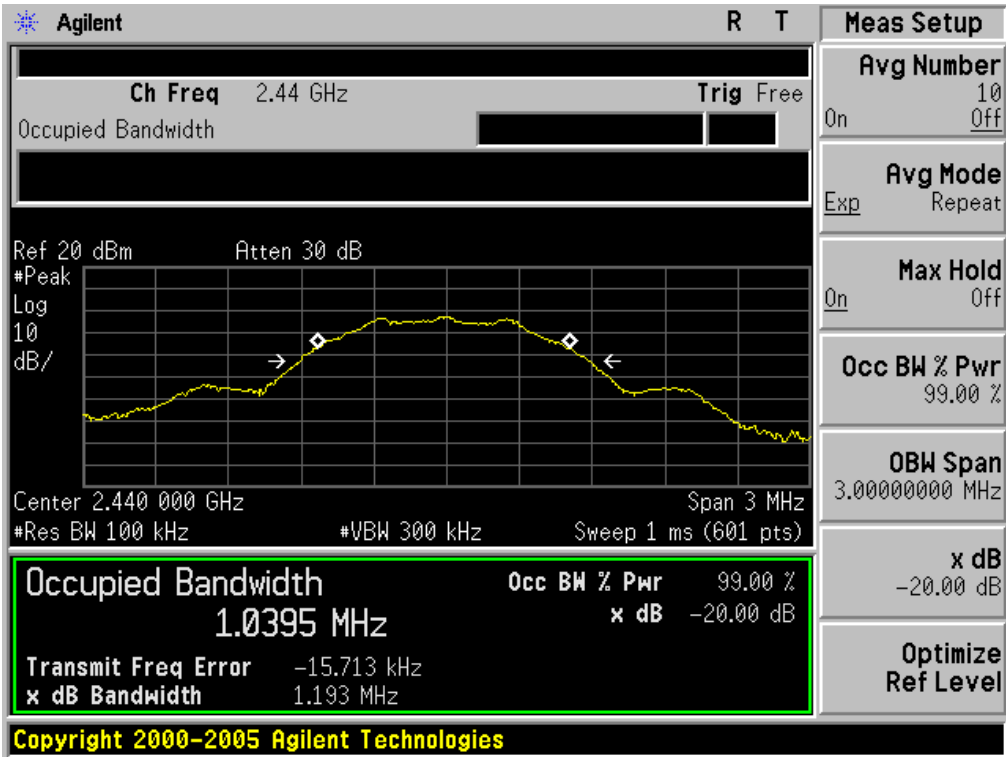 Agilent R T
Ch Freq 2.44 GHz Trig Free
Occupied Bandwidth
Ref 20 dBm Atten 30 dB
#Peak
Log
10
dB/
Center 2.440 000 GHz Span 3 MHz
#Res BW 100 kHz #VBW 300 kHz Sweep 1 ms (601 pts)
Occupied Bandwidth Occ BW % Pwr 99.00 %
1.0395 MHz x dB -20.00 dB
Transmit Freq Error -15.713 kHz
x dB Bandwidth 1.193 MHz
Copyright 2000-2005 Agilent Technologies
Meas Setup
Avg Number
10
On Off
Avg Mode
Exp Repeat
Max Hold
On Off
Occ BW % Pwr
99.00 %
OBW Span
3.00000000 MHz
x dB
-20.00 dB
Optimize
Ref Level